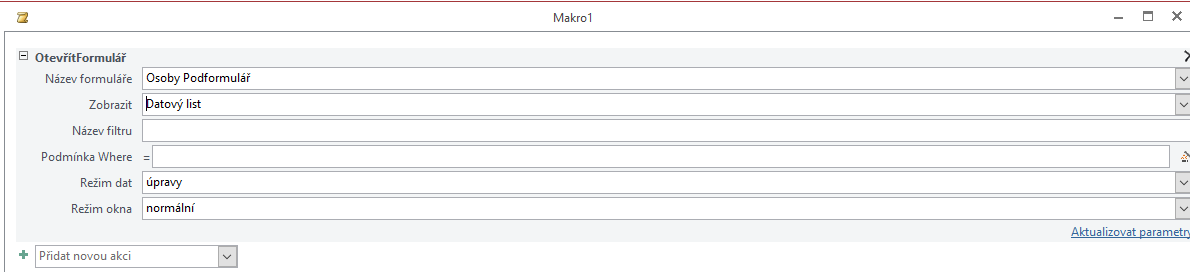 Makro1
OtevřítFormulář
Název formuláře Osoby Podformulář
Zobrazit Datový list
Název filtru
Podmínka Where =
Režim dat úpravy
Režim okna normální
Aktualizovat parametry
Přidat novou akci